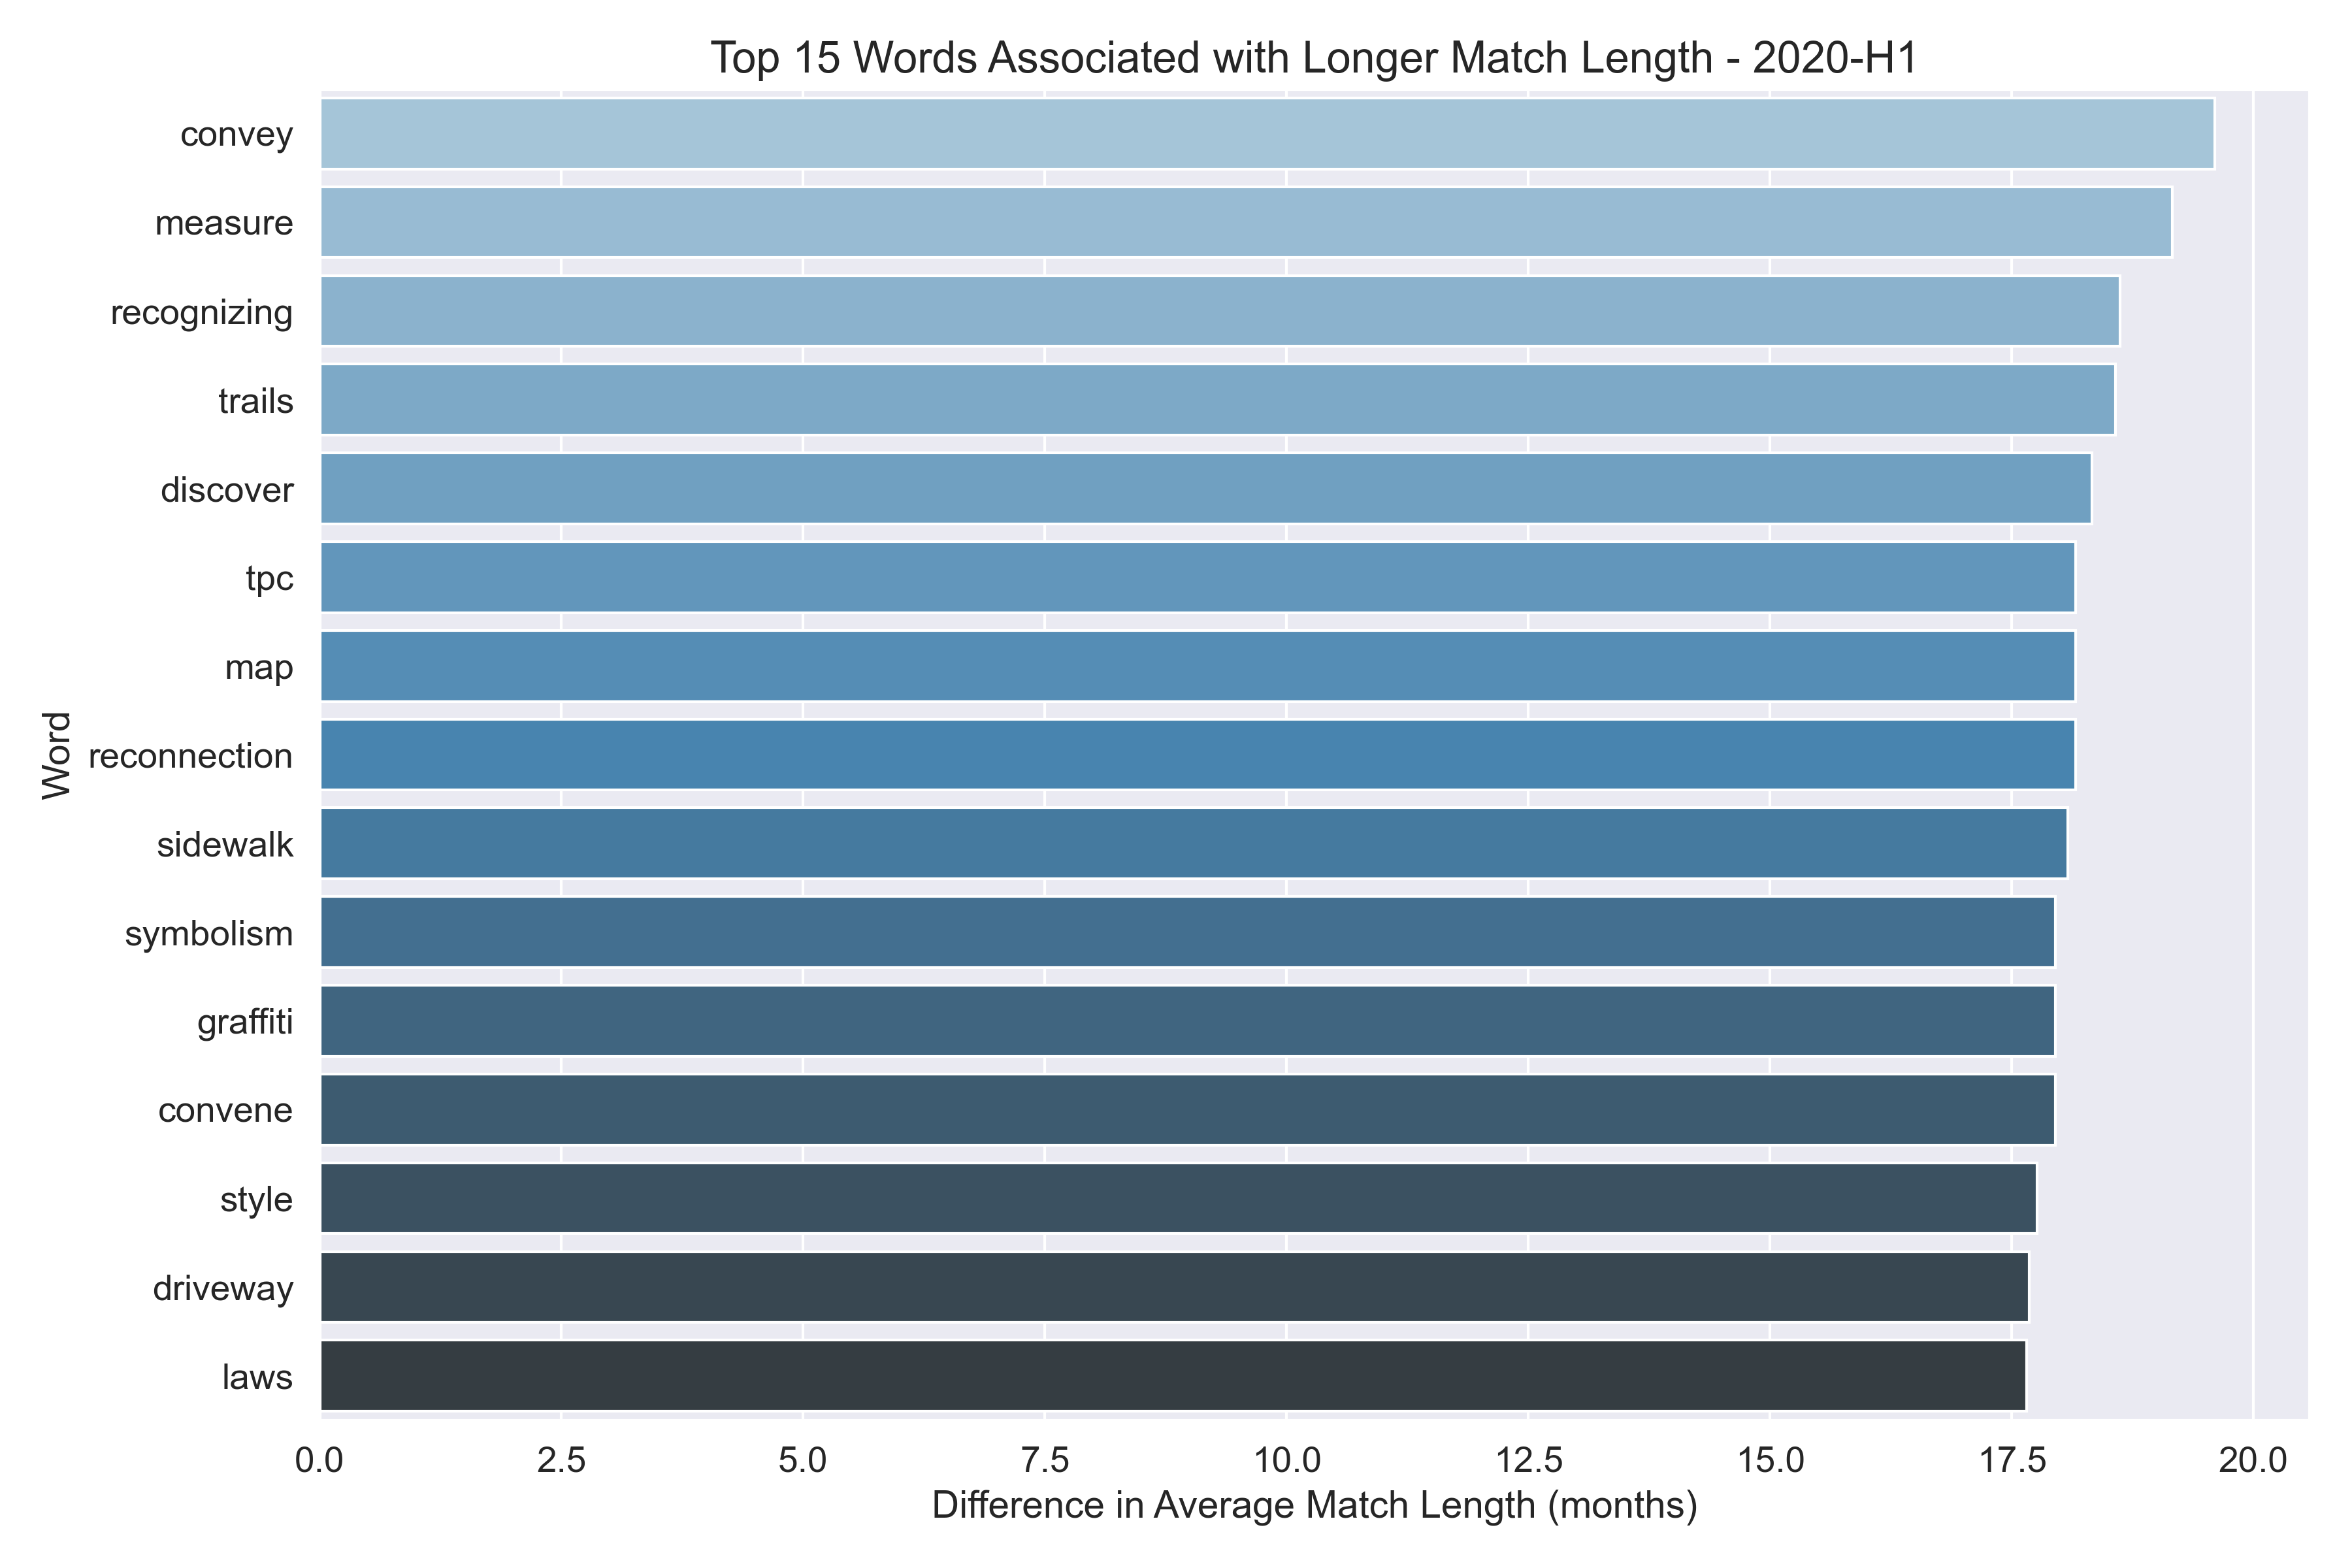 Top 15 Words Associated with Longer Match Length - 2020-H1
convey
measure
recognizing
trails
discover
tpc
map
reconnection
sidewalk
symbolism
graffiti
convene
style
driveway
laws
Word
0.0 2.5 5.0 7.5 10.0 12.5 15.0 17.5 20.0
Difference in Average Match Length (months)